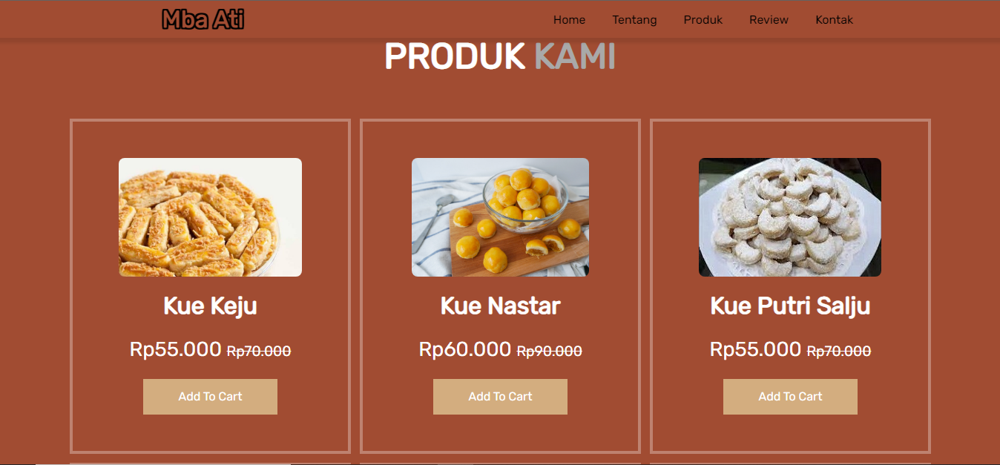 Mba Ati
Home Tentang Produk Review Kontak
PRODUK KAMI
Kue Keju
Rp55.000 Rp70.000
Add To Cart
Kue Nastar
Rp60.000 Rp90.000
Add To Cart
Kue Putri Salju
Rp55.000 Rp70.000
Add To Cart